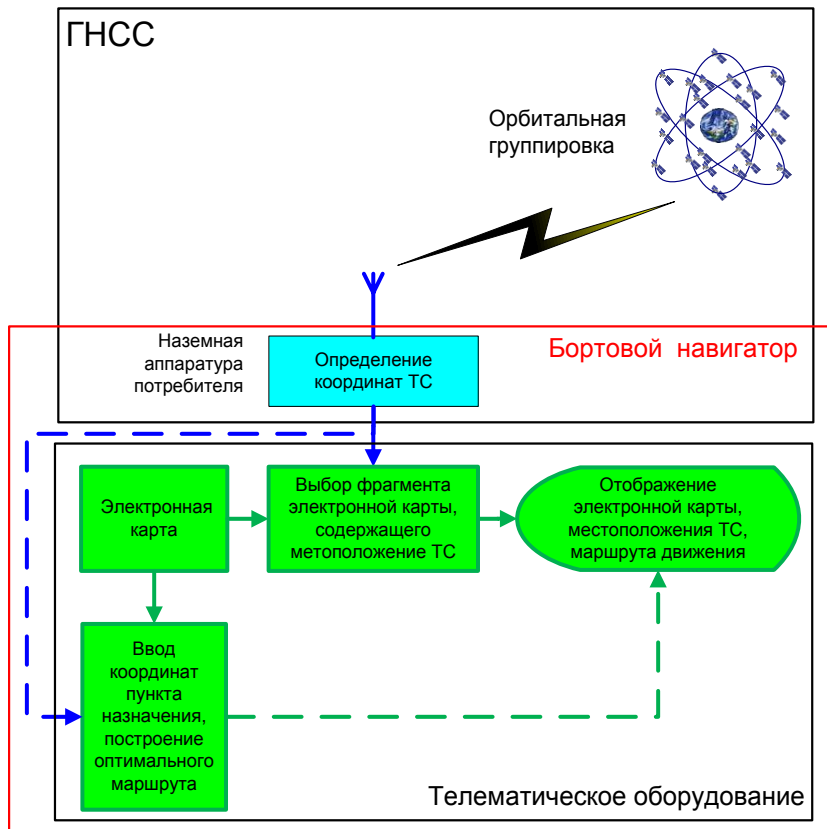 ГНСС
Орбитальная
группировка
Наземная
аппаратура
потребителя
Определение
координат ТС
Бортовой навигатор
Электронная
карта
Выбор фрагмента
электронной карты,
содержащего
метоположение ТС
Отображение
электронной карты,
местоположения ТС,
маршрута движения
Ввод
координат
пункта
назначения,
построение
оптимального
маршрута
Телематическое оборудование